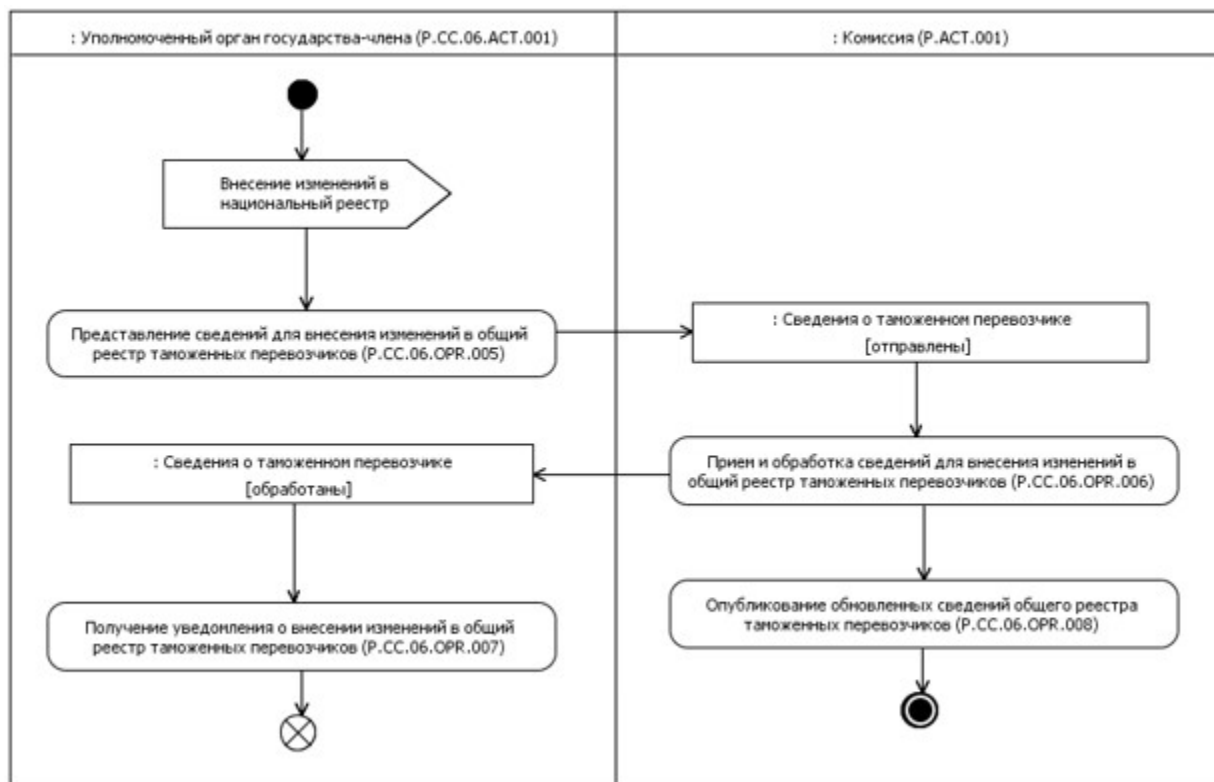 : Уполномоченный орган государства-члена (P.CC.06.ACT.001)
: Комиссия (P.ACT.001)
Внесение изменений в
национальный реестр
Представление сведений для внесения изменений в общий
реестр таможенных перевозчиков (P.CC.06.OPR.005)
: Сведения о таможенном перевозчике
[отправлены]
: Сведения о таможенном перевозчике
[обработаны]
Прием и обработка сведений для внесения изменений в
общий реестр таможенных перевозчиков (P.CC.06.OPR.006)
Получение уведомления о внесении изменений в общий
реестр таможенных перевозчиков (P.CC.06.OPR.007)
Опубликование обновленных сведений общего реестра
таможенных перевозчиков (P.CC.06.OPR.008)